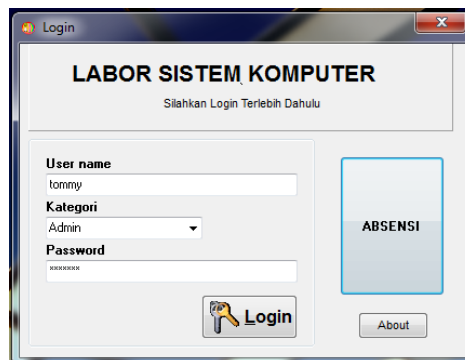 Login
LABOR SISTEM KOMPUTER
Silahkan Login Terlebih Dahulu
User name
tommy
Kategori
Admin
Password
*******
Login
ABSENSI
About